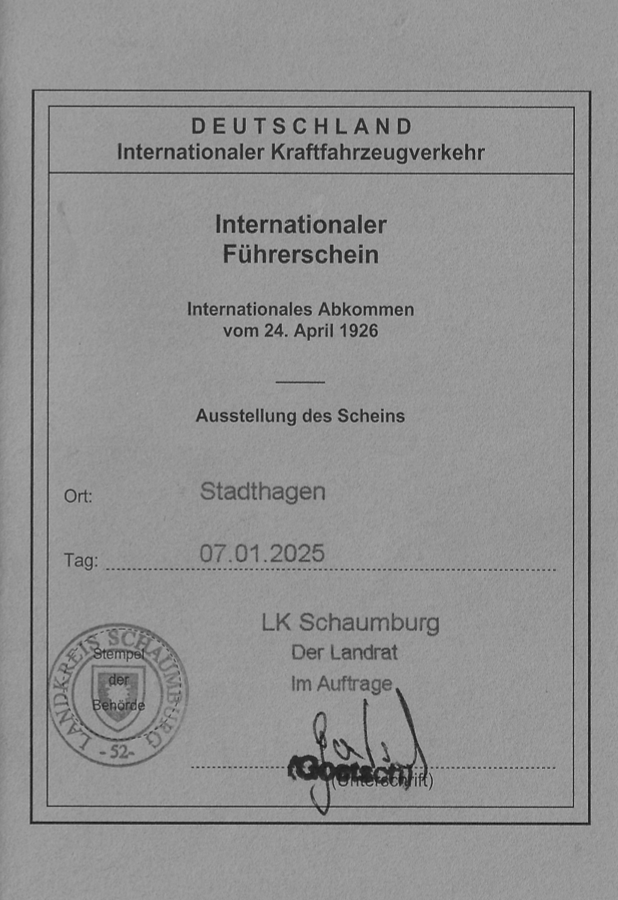 DEUTSCHLAND
Internationaler Kraftfahrzeugverkehr
Internationaler
Führerschein
Internationales Abkommen
vom 24. April 1926
Ausstellung des Scheins
Ort: Stadthagen
Tag: 07.01.2025
LK Schaumburg
Der Landrat
Im Auftrage
LANDKREIS SCHAUMBURG
Stempel
der
Behörde
-52-
(Goetsch)
(Unterschrift)